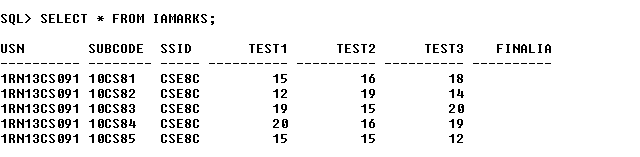 SQL> SELECT * FROM IAMARKS;
USN SUBCODE SSID TEST1 TEST2 TEST3 FINALIA
---------- -------- ----- ---------- ---------- ---------- ----------
1RN13CS091 10CS81 CSE8C 15 16 18
1RN13CS091 10CS82 CSE8C 12 19 14
1RN13CS091 10CS83 CSE8C 19 15 20
1RN13CS091 10CS84 CSE8C 20 16 19
1RN13CS091 10CS85 CSE8C 15 15 12